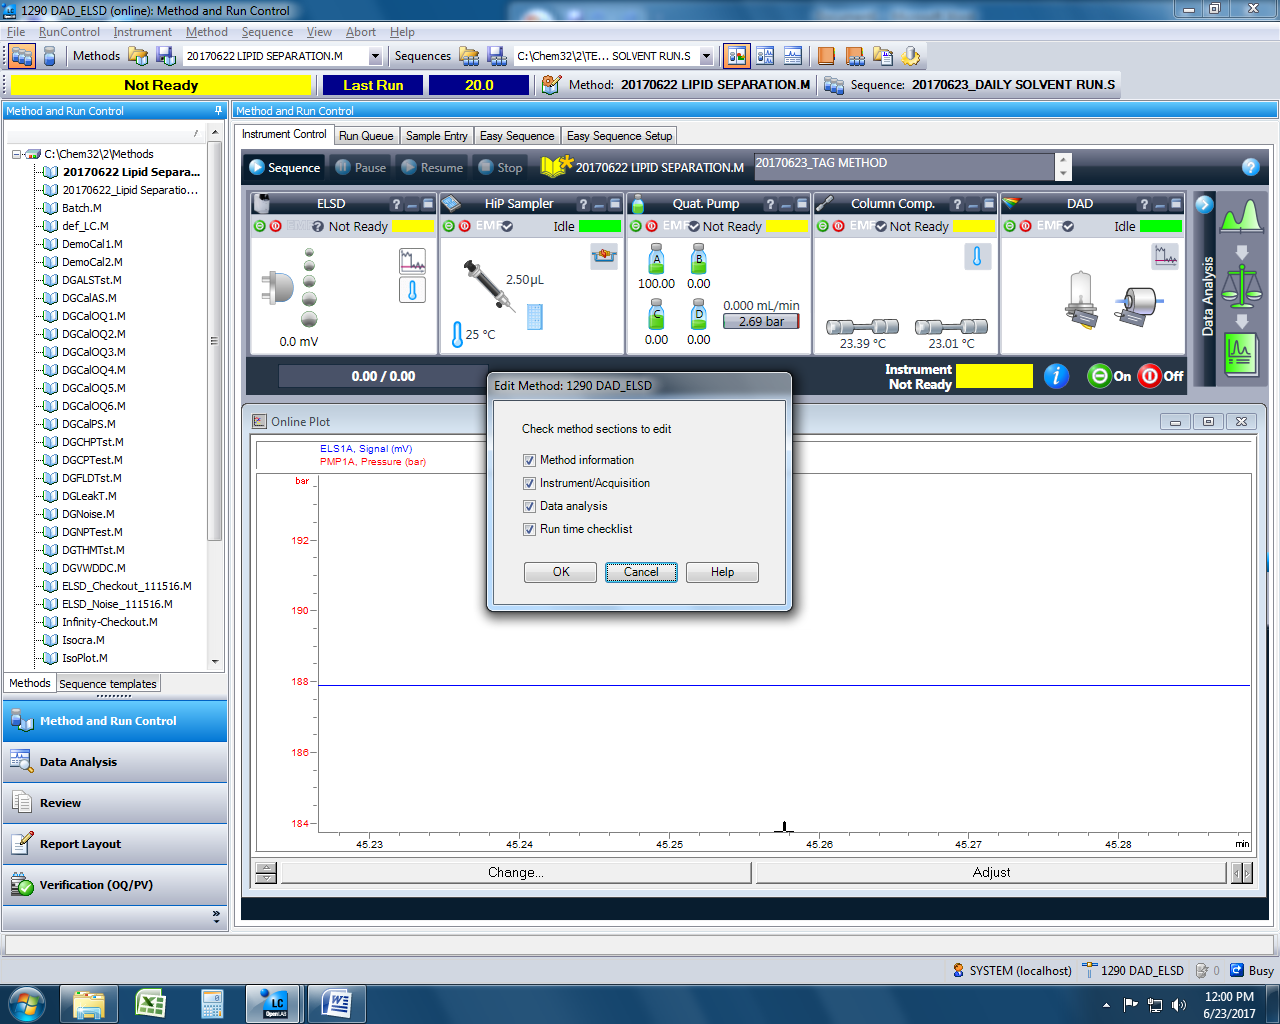 1290 DAD_ELSD (online): Method and Run Control
File RunControl Instrument Method Sequence View Abort Help
Methods 20170622 LIPID SEPARATION.M Sequences C:\Chem32\2\TE... SOLVENT RUN.S
Not Ready Last Run 20.0 Method: 20170622 LIPID SEPARATION.M Sequence: 20170623_DAILY SOLVENT RUN.S
Method and Run Control
C:\Chem32\2\Methods
20170622 Lipid Separa...
20170622_Lipid Separatio...
Batch.M
def_LC.M
DemoCal1.M
DemoCal2.M
DGALSTst.M
DGCalAS.M
DGCalOQ1.M
DGCalOQ2.M
DGCalOQ3.M
DGCalOQ4.M
DGCalOQ5.M
DGCalOQ6.M
DGCalPS.M
DGCHPTst.M
DGCPTest.M
DGFLDTst.M
DGLeakT.M
DGNoise.M
DGNPTest.M
DGTHMTst.M
DGVWDDC.M
ELSD_Checkout_111516.M
ELSD_Noise_111516.M
Infinity-Checkout.M
Isocra.M
IsoPlot.M
Methods Sequence templates
Method and Run Control
Data Analysis
Review
Report Layout
Verification (OQ/PV)
Method and Run Control
Instrument Control Run Queue Sample Entry Easy Sequence Easy Sequence Setup
Sequence Pause Resume Stop 20170622 LIPID SEPARATION.M 20170623_TAG METHOD
ELSD HiP Sampler Quat. Pump Column Comp. DAD
EMF Not Ready EMF Idle EMF Not Ready EMF Not Ready EMF Idle
0.0 mV
2.50µL
25 °C
A B
100.00 0.00
C D
0.00 0.00
0.000 mL/min
2.69 bar
23.39 °C 23.01 °C
Data Analysis
0.00 / 0.00
Instrument
Not Ready
On Off
Edit Method: 1290 DAD_ELSD
Check method sections to edit
Method information
Instrument/Acquisition
Data analysis
Run time checklist
OK Cancel Help
Online Plot
ELS1A, Signal (mV)
PMP1A, Pressure (bar)
bar
192
190
188
186
184
45.23 45.24 45.25 45.26 45.27 45.28 min
Change... Adjust
SYSTEM (localhost) 1290 DAD_ELSD 0 Busy
LC
OpenLAB
12:00 PM
6/23/2017